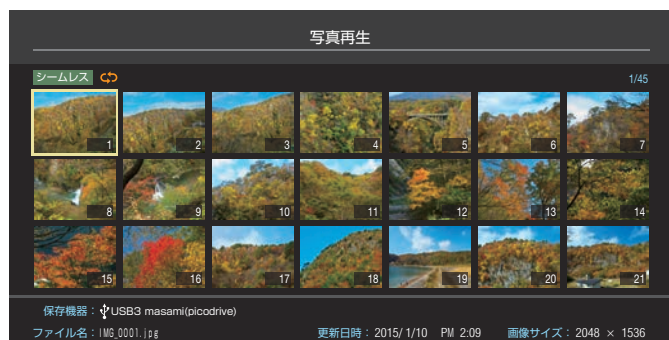 写真再生
シームレス 1/45
1 2 3 4 5 6 7
8 9 10 11 12 13 14
15 16 17 18 19 20 21
保存機器：USB3 masami(picodrive)
ファイル名：IMG_0001.jpg 更新日時：2015/ 1/10 PM 2:09 画像サイズ：2048 × 1536